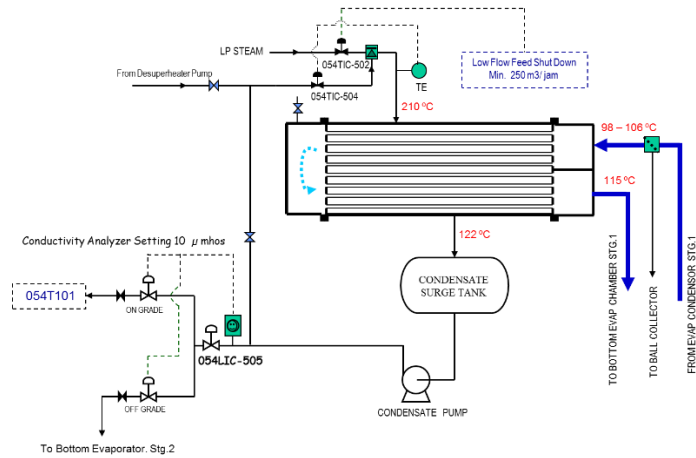 LP STEAM
054TIC-502
Low Flow Feed Shut Down
Min. 250 m3/ jam
From Desuperheater Pump
TE
054TIC-504
210 ºC
98 – 106ºC
115 ºC
122 ºC
Conductivity Analyzer Setting 10 µ mhos
CONDENSATE
SURGE TANK
054T101
ON GRADE
054LIC-505
OFF GRADE
CONDENSATE PUMP
To Bottom Evaporator. Stg.2
TO BOTTOM EVAP CHAMBER STG.1
TO BALL COLLECTOR
FROM EVAP CONDENSOR STG.1